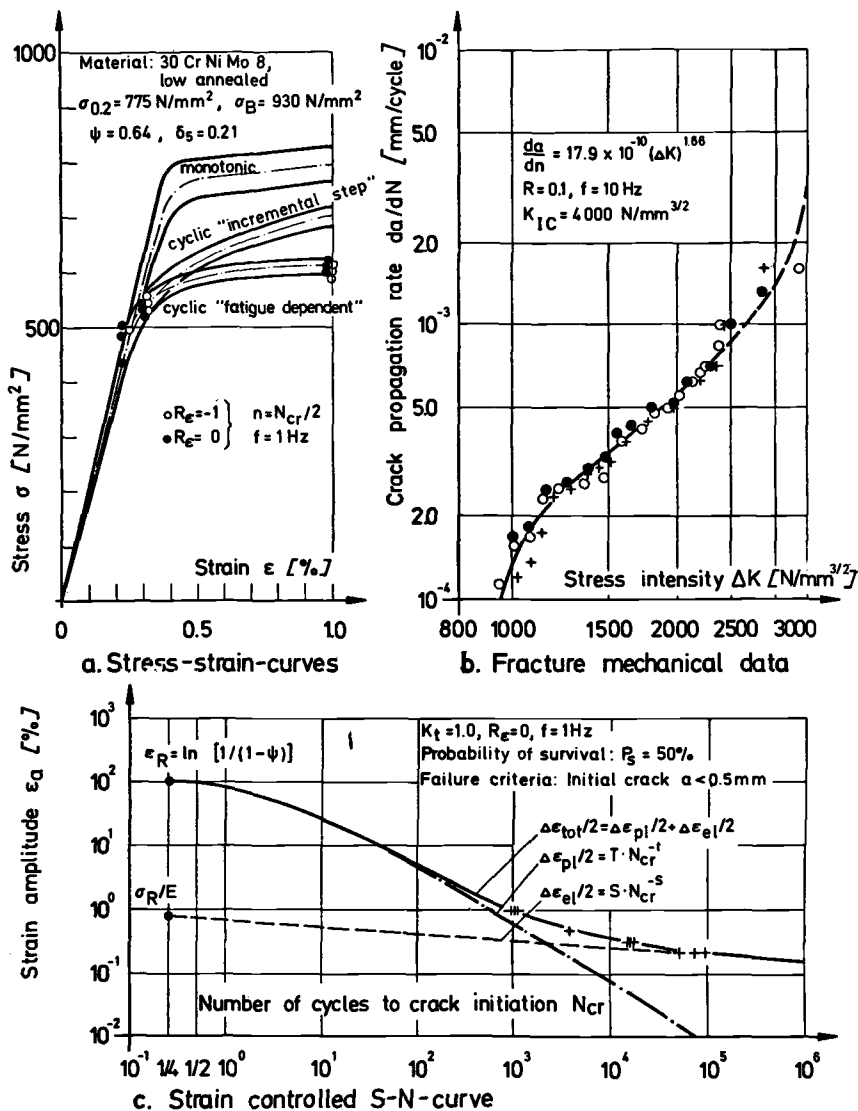 1000
Material: 30 Cr Ni Mo 8,
low annealed
σ0.2 = 775 N/mm², σB = 930 N/mm²
ψ = 0.64 , δ5 = 0.21
monotonic
cyclic "incremental step"
cyclic "fatigue dependent"
500
○ Rε=-1 } n = Ncr/2
● Rε= 0 } f = 1 Hz
Stress σ [N/mm²]
Strain ε [%]
0 0.5 1.0
a. Stress-strain-curves
Crack propagation rate da/dN [mm/cycle]
10⁻²
5.0
2.0
10⁻³
5.0
2.0
10⁻⁴
da/dn = 17.9 x 10⁻¹⁰ (ΔK)¹·⁶⁶
R = 0.1, f = 10 Hz
KIC = 4000 N/mm³/²
Stress intensity ΔK [N/mm³/²]
800 1000 1500 2000 2500 3000
b. Fracture mechanical data
Strain amplitude εa [%]
10³
10²
10¹
10⁰
10⁻¹
10⁻²
εR = ln [1/(1-ψ)]
Kt = 1.0, Rε = 0, f = 1Hz
Probability of survival: Ps = 50%
Failure criteria: Initial crack a < 0.5mm
Δεtot/2 = Δεpl/2 + Δεel/2
Δεpl/2 = T · Ncr⁻ᵗ
Δεel/2 = S · Ncr⁻ˢ
σR/E
Number of cycles to crack initiation Ncr
10⁻¹ 1/4 1/2 10⁰ 10¹ 10² 10³ 10⁴ 10⁵ 10⁶
c. Strain controlled S-N-curve